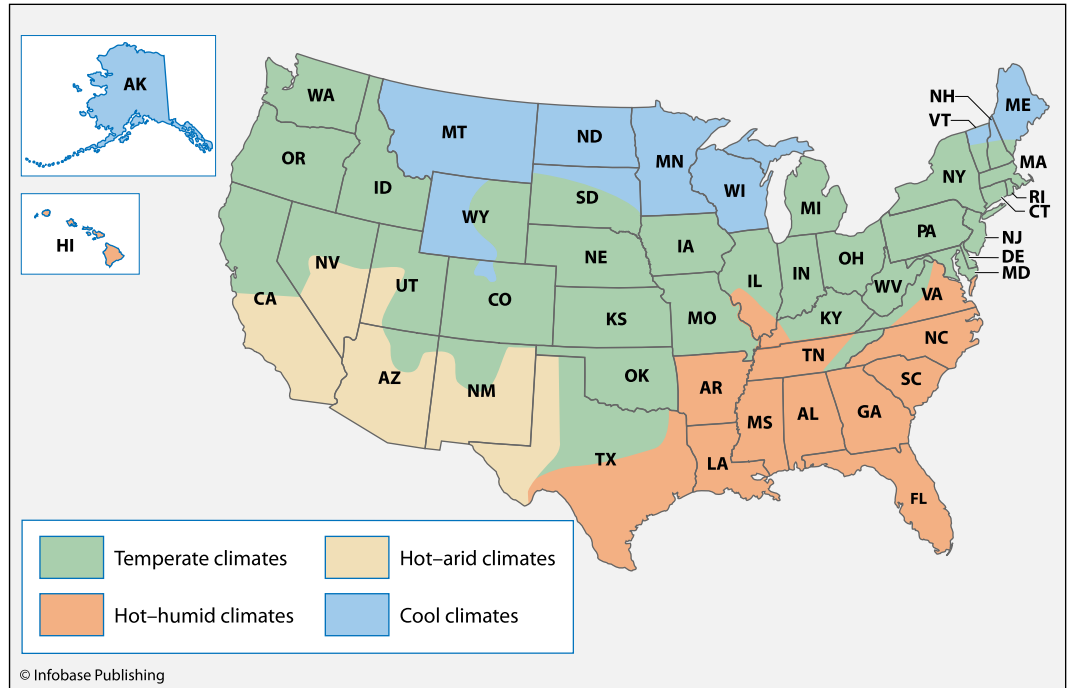 AK
HI
WA
OR
CA
NV
ID
MT
WY
UT
AZ
CO
NM
ND
SD
NE
KS
OK
TX
MN
IA
MO
AR
LA
WI
IL
MI
IN
OH
KY
TN
MS
AL
GA
FL
SC
NC
VA
WV
PA
NY
VT
NH
ME
MA
RI
CT
NJ
DE
MD
Temperate climates
Hot–arid climates
Hot–humid climates
Cool climates
© Infobase Publishing